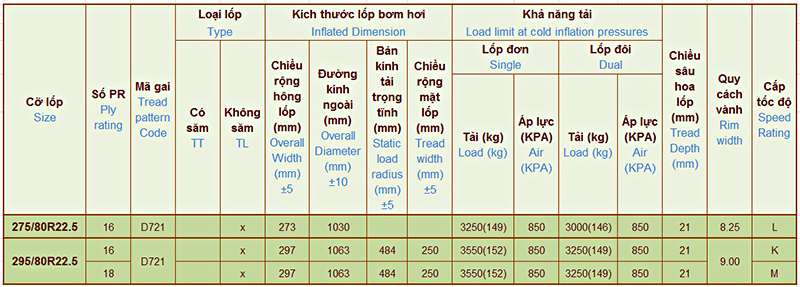 Cỡ lốp
Size
Số PR
Ply
rating
Mã gai
Tread
pattern
Code
Loại lốp
Type
Có
săm
TT
Không
săm
TL
Kích thước lốp bơm hơi
Inflated Dimension
Chiều
rộng
hông
lốp
(mm)
Overall
Width
(mm)
±5
Đường
kính
ngoài
(mm)
Overall
Diameter
(mm)
±10
Bán
kính
tải
trọng
tĩnh
(mm)
Static
load
radius
(mm)
±5
Chiều
rộng
mặt
lốp
(mm)
Tread
width
(mm)
±5
Khả năng tải
Load limit at cold inflation pressures
Lốp đơn
Single
Tải (kg)
Load (kg)
Áp lực
(KPA)
Air
(KPA)
Lốp đôi
Dual
Tải (kg)
Load (kg)
Áp lực
(KPA)
Air
(KPA)
Chiều
sâu
hoa
lốp
(mm)
Tread
Depth
(mm)
Quy
cách
vành
Rim
width
Cấp
tốc độ
Speed
Rating
275/80R22.5 16 D721 x 273 1030 3250(149) 850 3000(146) 850 21 8.25 L
295/80R22.5 16 D721 x 297 1063 484 250 3550(152) 850 3250(149) 850 21 9.00 K
18 x 297 1063 484 250 3550(152) 850 3250(149) 850 21 M